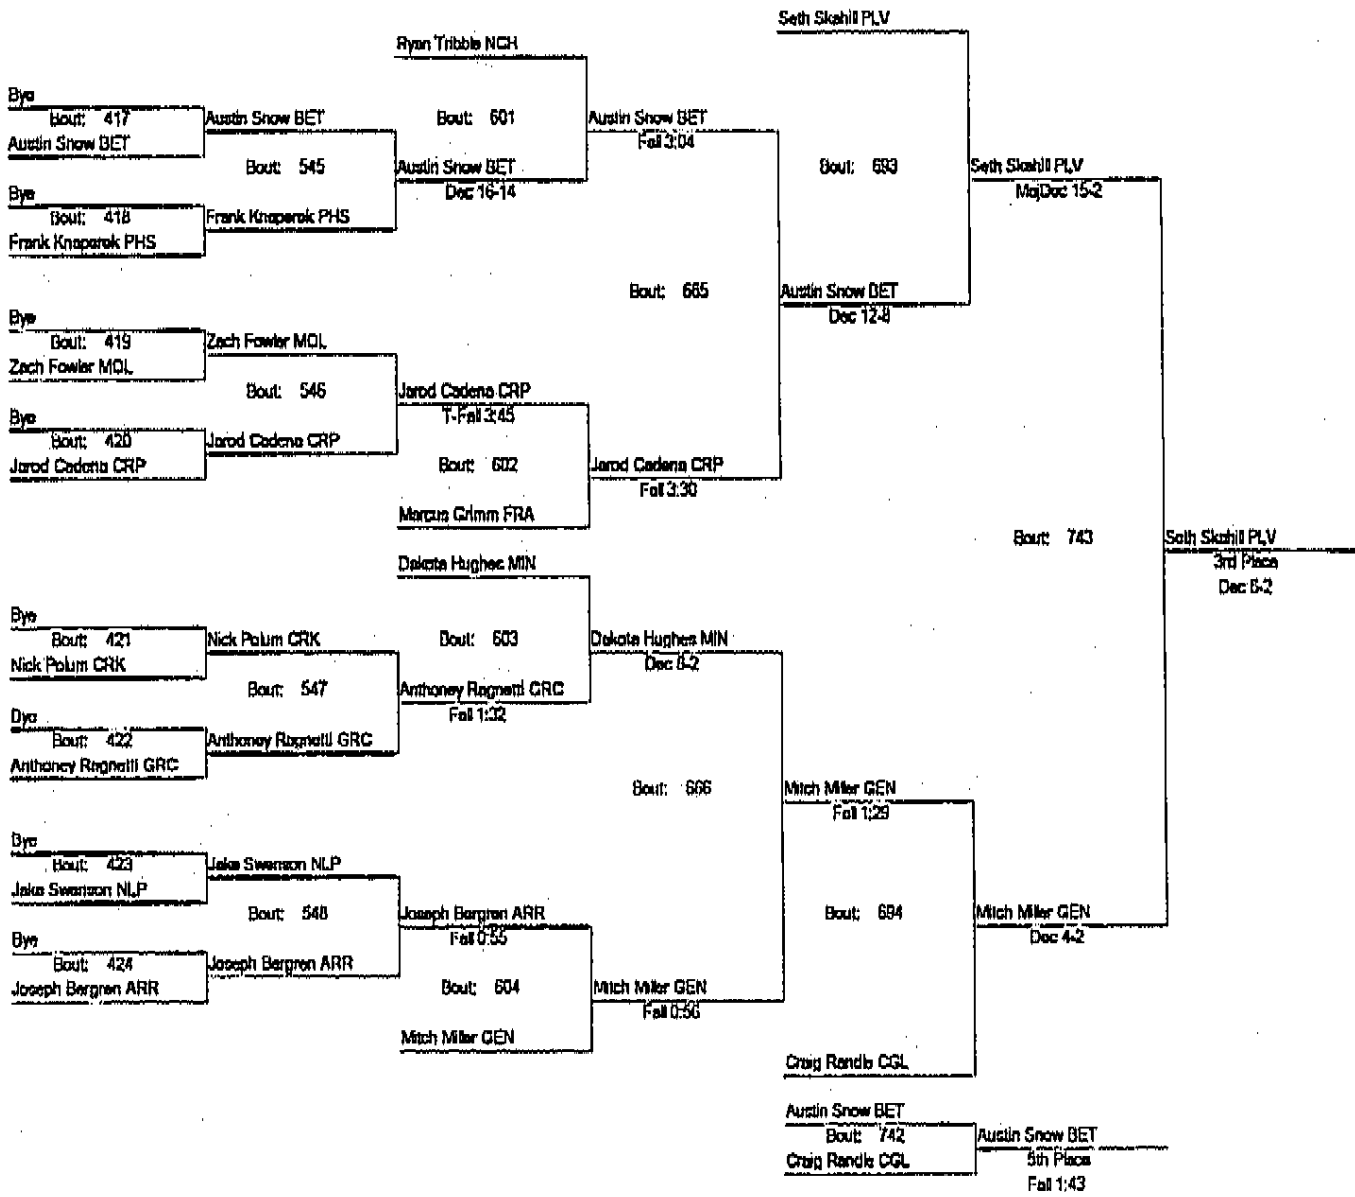 Seth Skahill PLV
Ryan Tribble NCH
Bye
Bout: 417
Austin Snow BET
Austin Snow BET
Bout: 601
Austin Snow BET
Fall 3:04
Bout: 545
Austin Snow BET
Dec 16-14
Bout: 693
Seth Skahill PLV
MajDec 15-2
Bye
Bout: 418
Frank Knaperek PHS
Frank Knaperek PHS
Bout: 665
Austin Snow BET
Dec 12-8
Bye
Bout: 419
Zach Fowler MOL
Zach Fowler MOL
Bout: 546
Jarod Cadena CRP
T-Fall 3:45
Bye
Bout: 420
Jarod Cadena CRP
Jarod Cadena CRP
Bout: 602
Jarod Cadena CRP
Fall 3:30
Marcus Grimm FRA
Bout: 743
Seth Skahill PLV
3rd Place
Dec 6-2
Dakota Hughes MIN
Bye
Bout: 421
Nick Polum CRK
Nick Polum CRK
Bout: 603
Dakota Hughes MIN
Dec 8-2
Bout: 547
Anthoney Ragnetti GRC
Fall 1:32
Bye
Bout: 422
Anthoney Ragnetti GRC
Anthoney Ragnetti GRC
Bout: 666
Mitch Miller GEN
Fall 1:29
Bye
Bout: 423
Jake Swanson NLP
Jake Swanson NLP
Bout: 548
Joseph Bergren ARR
Fall 0:55
Bout: 694
Mitch Miller GEN
Dec 4-2
Bye
Bout: 424
Joseph Bergren ARR
Joseph Bergren ARR
Bout: 604
Mitch Miller GEN
Fall 0:56
Mitch Miller GEN
Craig Randle CGL
Austin Snow BET
Bout: 742
Craig Randle CGL
Austin Snow BET
5th Place
Fall 1:43